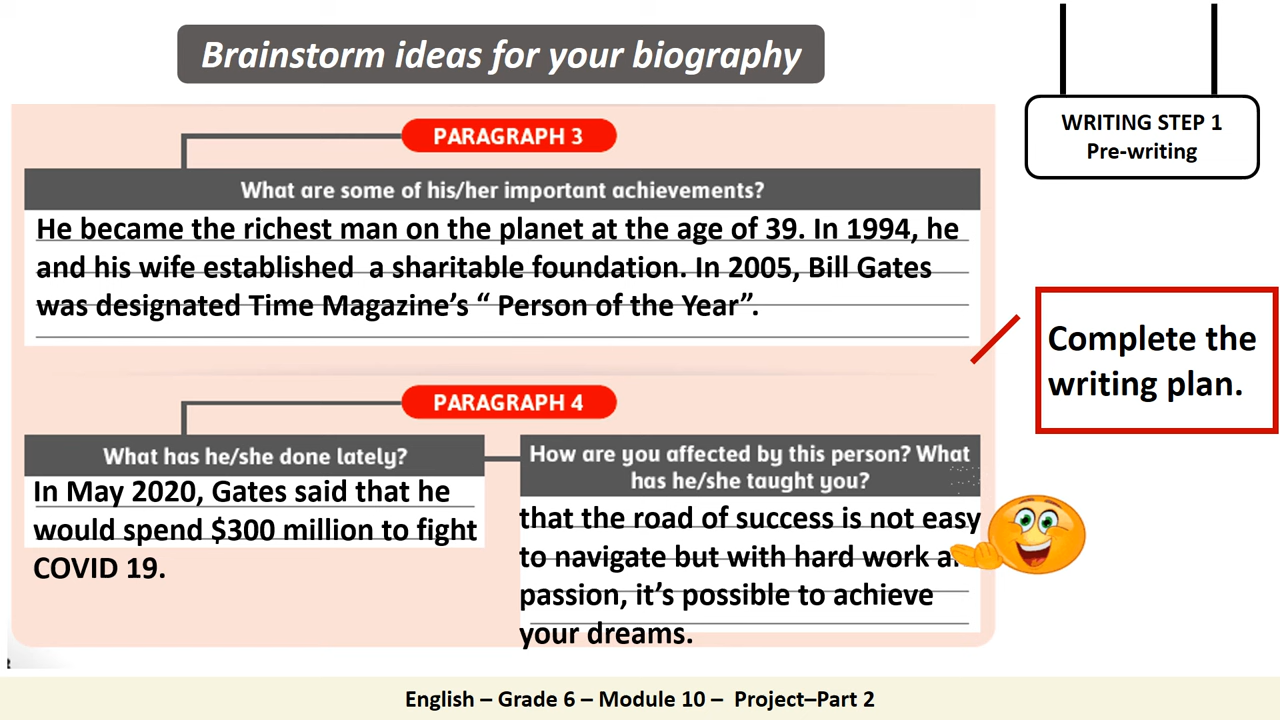 Brainstorm ideas for your biography
WRITING STEP 1
Pre-writing
PARAGRAPH 3
What are some of his/her important achievements?
He became the richest man on the planet at the age of 39. In 1994, he
and his wife established a sharitable foundation. In 2005, Bill Gates
was designated Time Magazine's “ Person of the Year”.
Complete the
writing plan.
PARAGRAPH 4
What has he/she done lately?
In May 2020, Gates said that he
would spend $300 million to fight
COVID 19.
How are you affected by this person? What
has he/she taught you?
that the road of success is not easy
to navigate but with hard work
passion, it's possible to achieve
your dreams.
English – Grade 6 – Module 10 – Project–Part 2